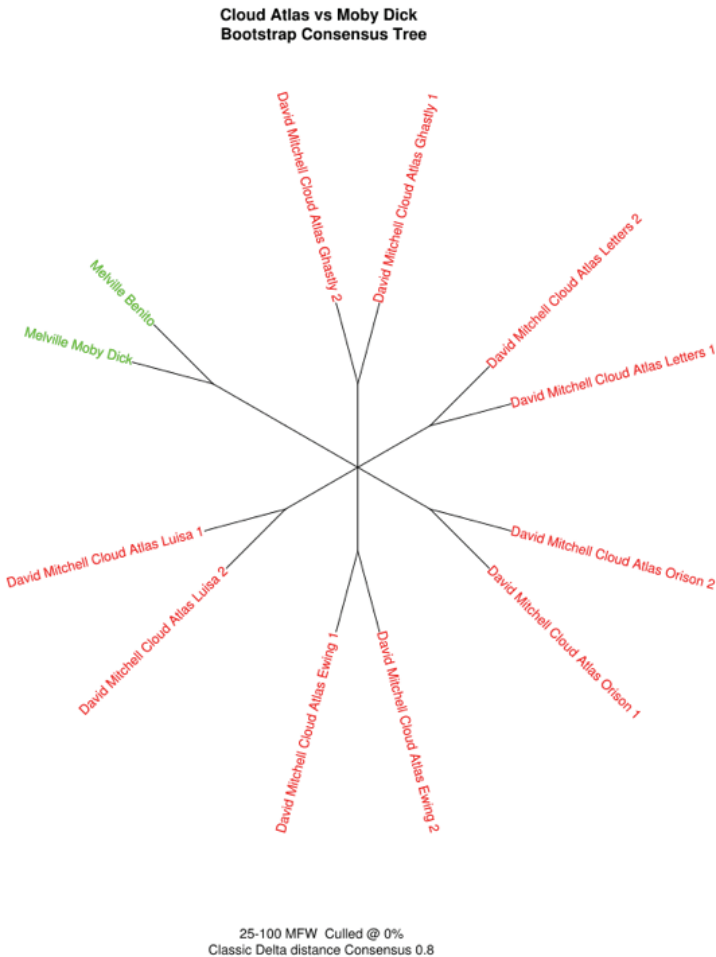 Cloud Atlas vs Moby Dick
Bootstrap Consensus Tree
David Mitchell Cloud Atlas Ghastly 2
David Mitchell Cloud Atlas Ghastly 1
David Mitchell Cloud Atlas Letters 2
David Mitchell Cloud Atlas Letters 1
Melville Benito
Melville Moby Dick
David Mitchell Cloud Atlas Luisa 1
David Mitchell Cloud Atlas Luisa 2
David Mitchell Cloud Atlas Orison 2
David Mitchell Cloud Atlas Orison 1
David Mitchell Cloud Atlas Ewing 1
David Mitchell Cloud Atlas Ewing 2
25-100 MFW Culled @ 0%
Classic Delta distance Consensus 0.8